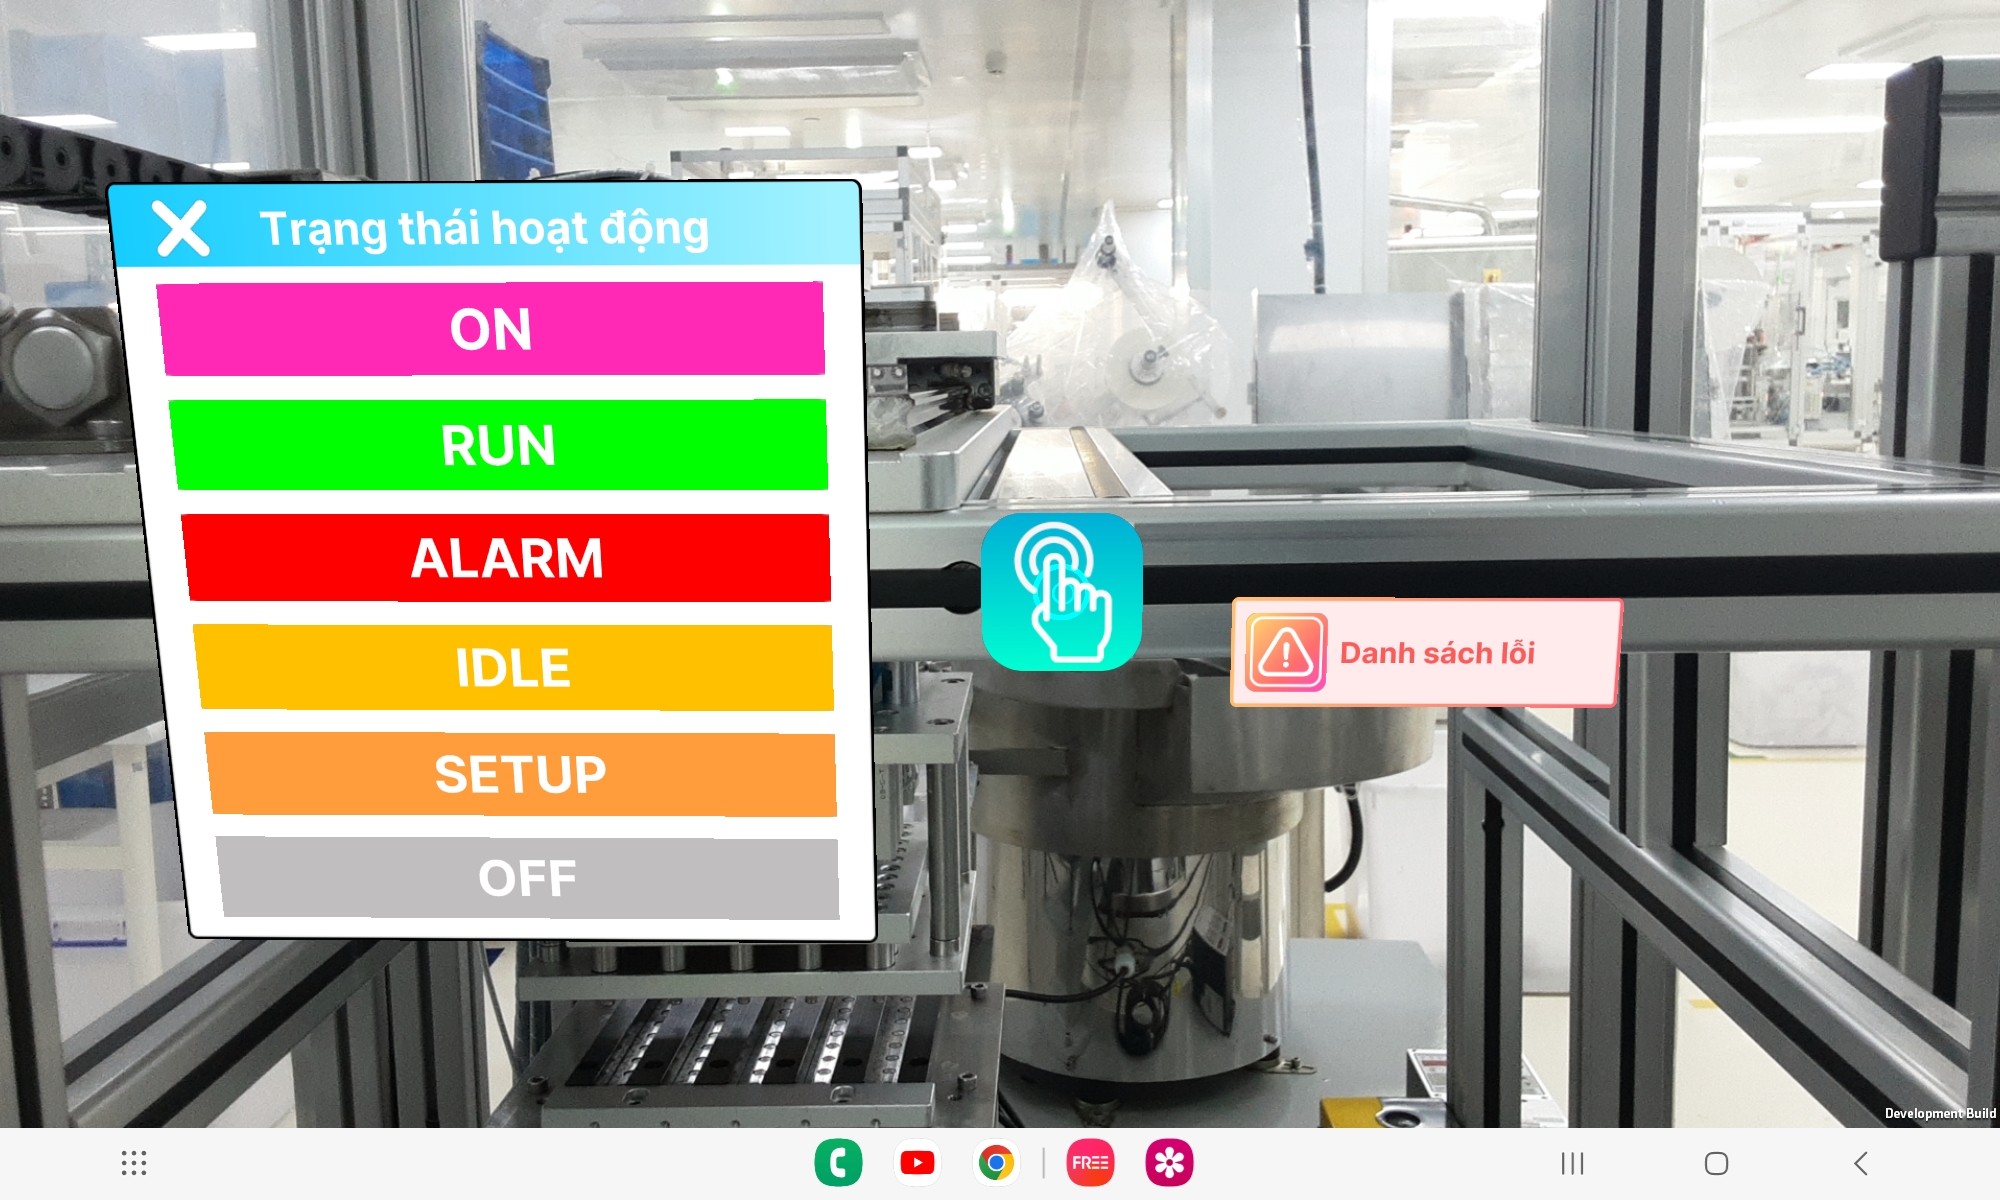 Trạng thái hoạt động
ON
RUN
ALARM
IDLE
SETUP
OFF
Danh sách lỗi
Development Build
FREE